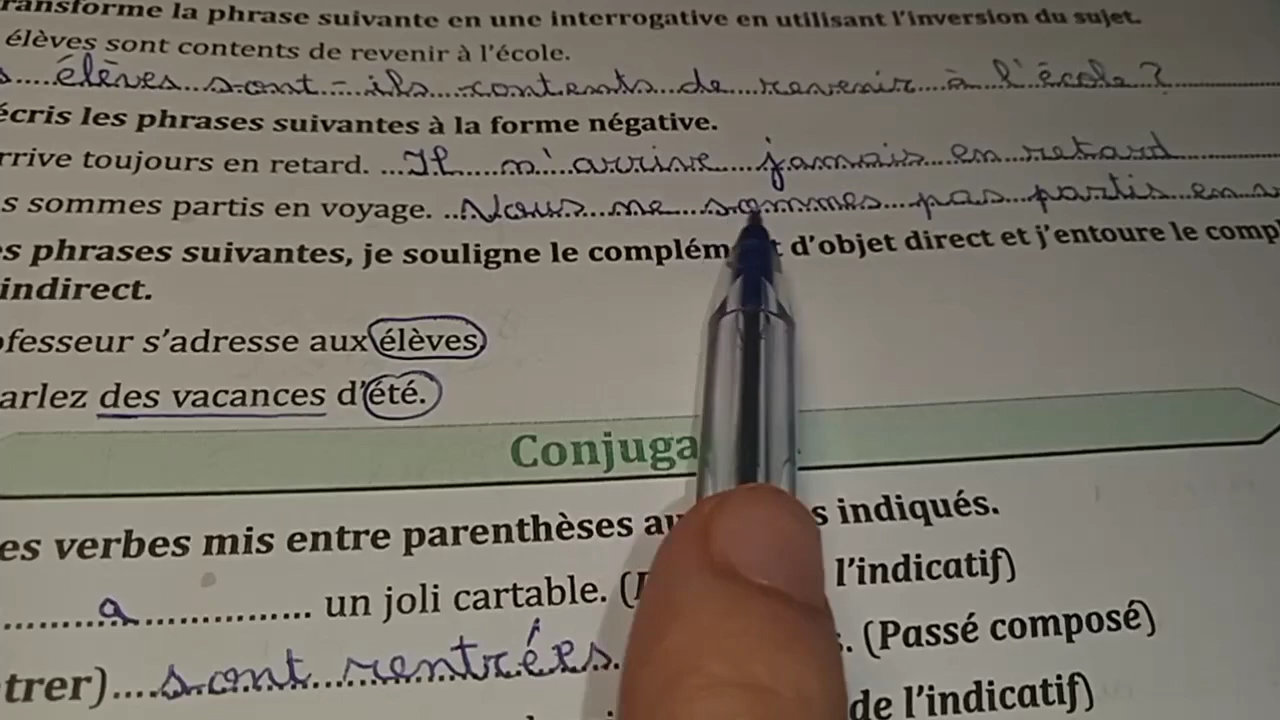 ransforme la phrase suivante en une interrogative en utilisant l'inversion du sujet.
élèves sont contents de revenir à l'école.
s élèves sont-ils contents de revenir à l'école ?
écris les phrases suivantes à la forme négative.
rrive toujours en retard. Il n'arrive jamais en retard
s sommes partis en voyage. Nous ne sommes pas partis en
s phrases suivantes, je souligne le complém t d'objet direct et j'entoure le comp
indirect.
fesseur s'adresse aux élèves
arlez des vacances d'été.
Conjuga
es verbes mis entre parenthèses au s indiqués.
a un joli cartable. ( l'indicatif)
trer) sont rentrées. . (Passé composé)
de l'indicatif)